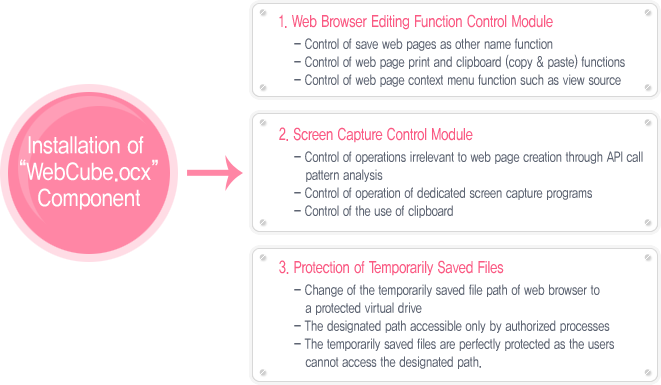 Installation of
“WebCube.ocx”
Component
1. Web Browser Editing Function Control Module
– Control of save web pages as other name function
– Control of web page print and clipboard (copy & paste) functions
– Control of web page context menu function such as view source
2. Screen Capture Control Module
– Control of operations irrelevant to web page creation through API call
pattern analysis
– Control of operation of dedicated screen capture programs
– Control of the use of clipboard
3. Protection of Temporarily Saved Files
– Change of the temporarily saved file path of web browser to
a protected virtual drive
– The designated path accessible only by authorized processes
– The temporarily saved files are perfectly protected as the users
cannot access the designated path.